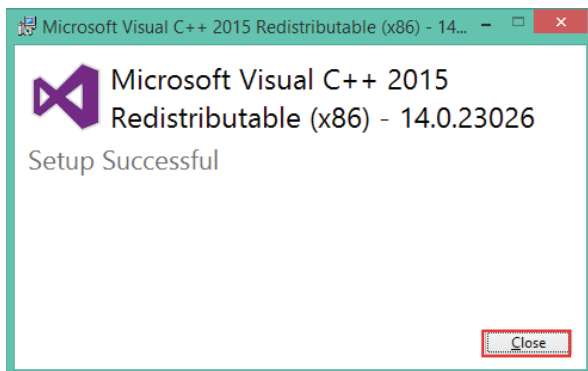 Microsoft Visual C++ 2015 Redistributable (x86) - 14...
Microsoft Visual C++ 2015
Redistributable (x86) - 14.0.23026
Setup Successful
Close